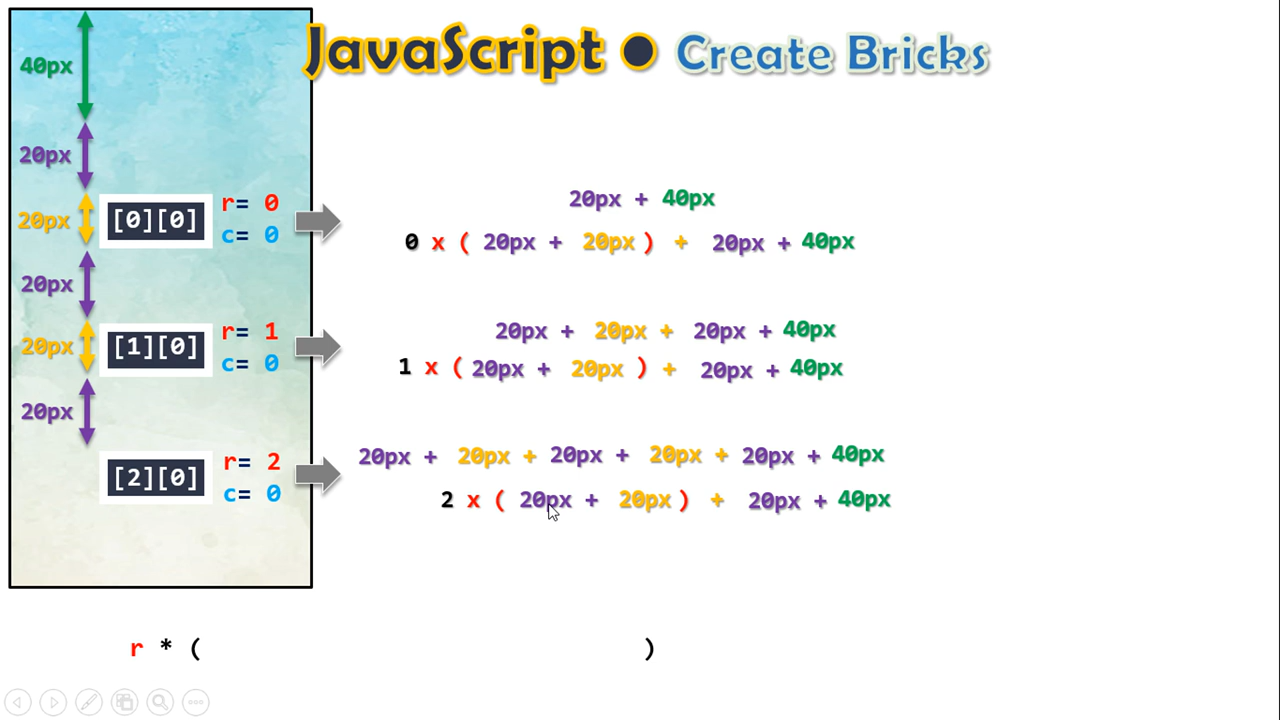 JavaScript ● Create Bricks
40px
20px
20px
[0][0]
r= 0
c= 0
20px + 40px
0 x ( 20px + 20px ) + 20px + 40px
20px
20px
[1][0]
r= 1
c= 0
20px + 20px + 20px + 40px
1 x ( 20px + 20px ) + 20px + 40px
20px
[2][0]
r= 2
c= 0
20px + 20px + 20px + 20px + 20px + 40px
2 x ( 20px + 20px ) + 20px + 40px
r * ( )